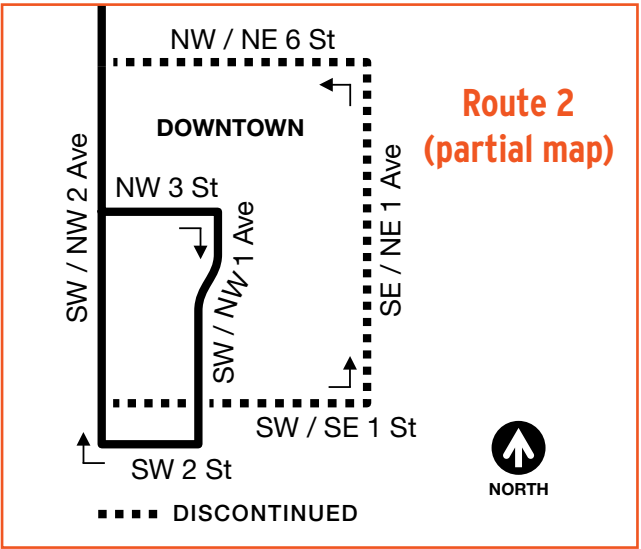 NW / NE 6 St
Route 2
(partial map)
DOWNTOWN
SW / NW 2 Ave
NW 3 St
SW / NW 1 Ave
SE / NE 1 Ave
SW / SE 1 St
SW 2 St
NORTH
DISCONTINUED